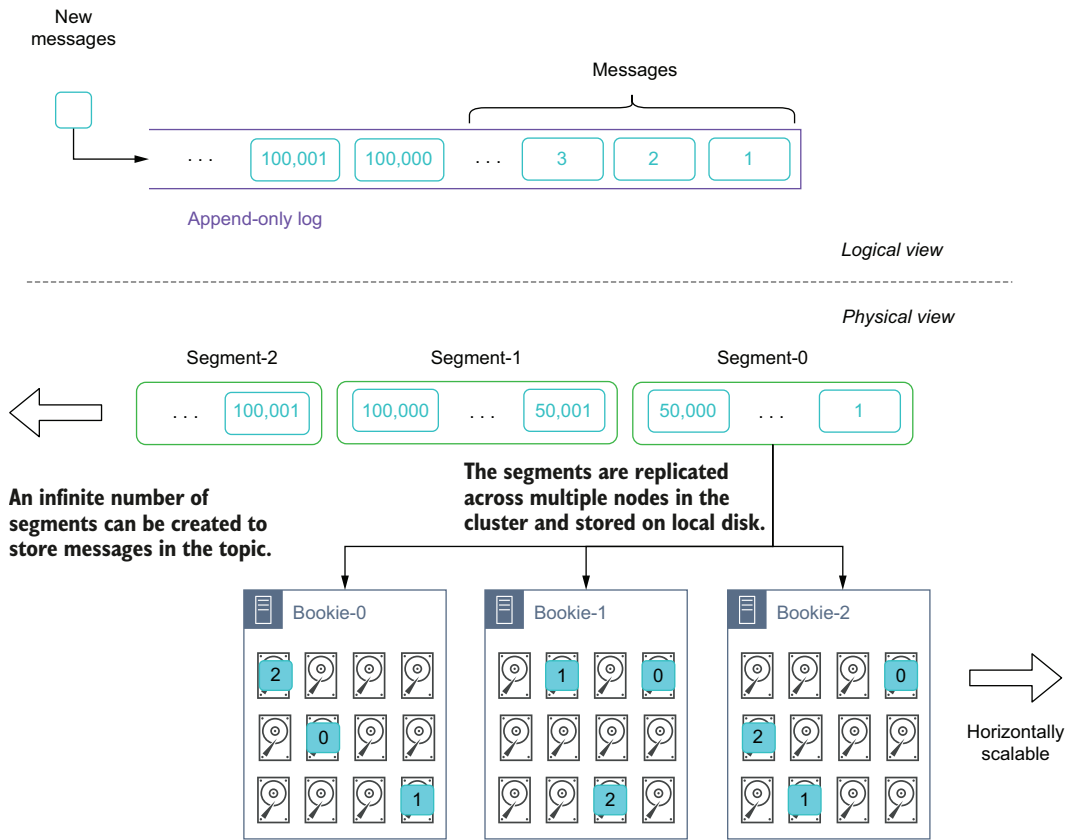 New
messages
Messages
. . .
100,001
100,000
. . .
3
2
1
Append-only log
Logical view
Physical view
Segment-2
Segment-1
Segment-0
. . .
100,001
100,000
. . .
50,001
50,000
. . .
1
An infinite number of
segments can be created to
store messages in the topic.
The segments are replicated
across multiple nodes in the
cluster and stored on local disk.
Bookie-0
2
0
1
Bookie-1
1
0
2
Bookie-2
0
2
1
Horizontally
scalable